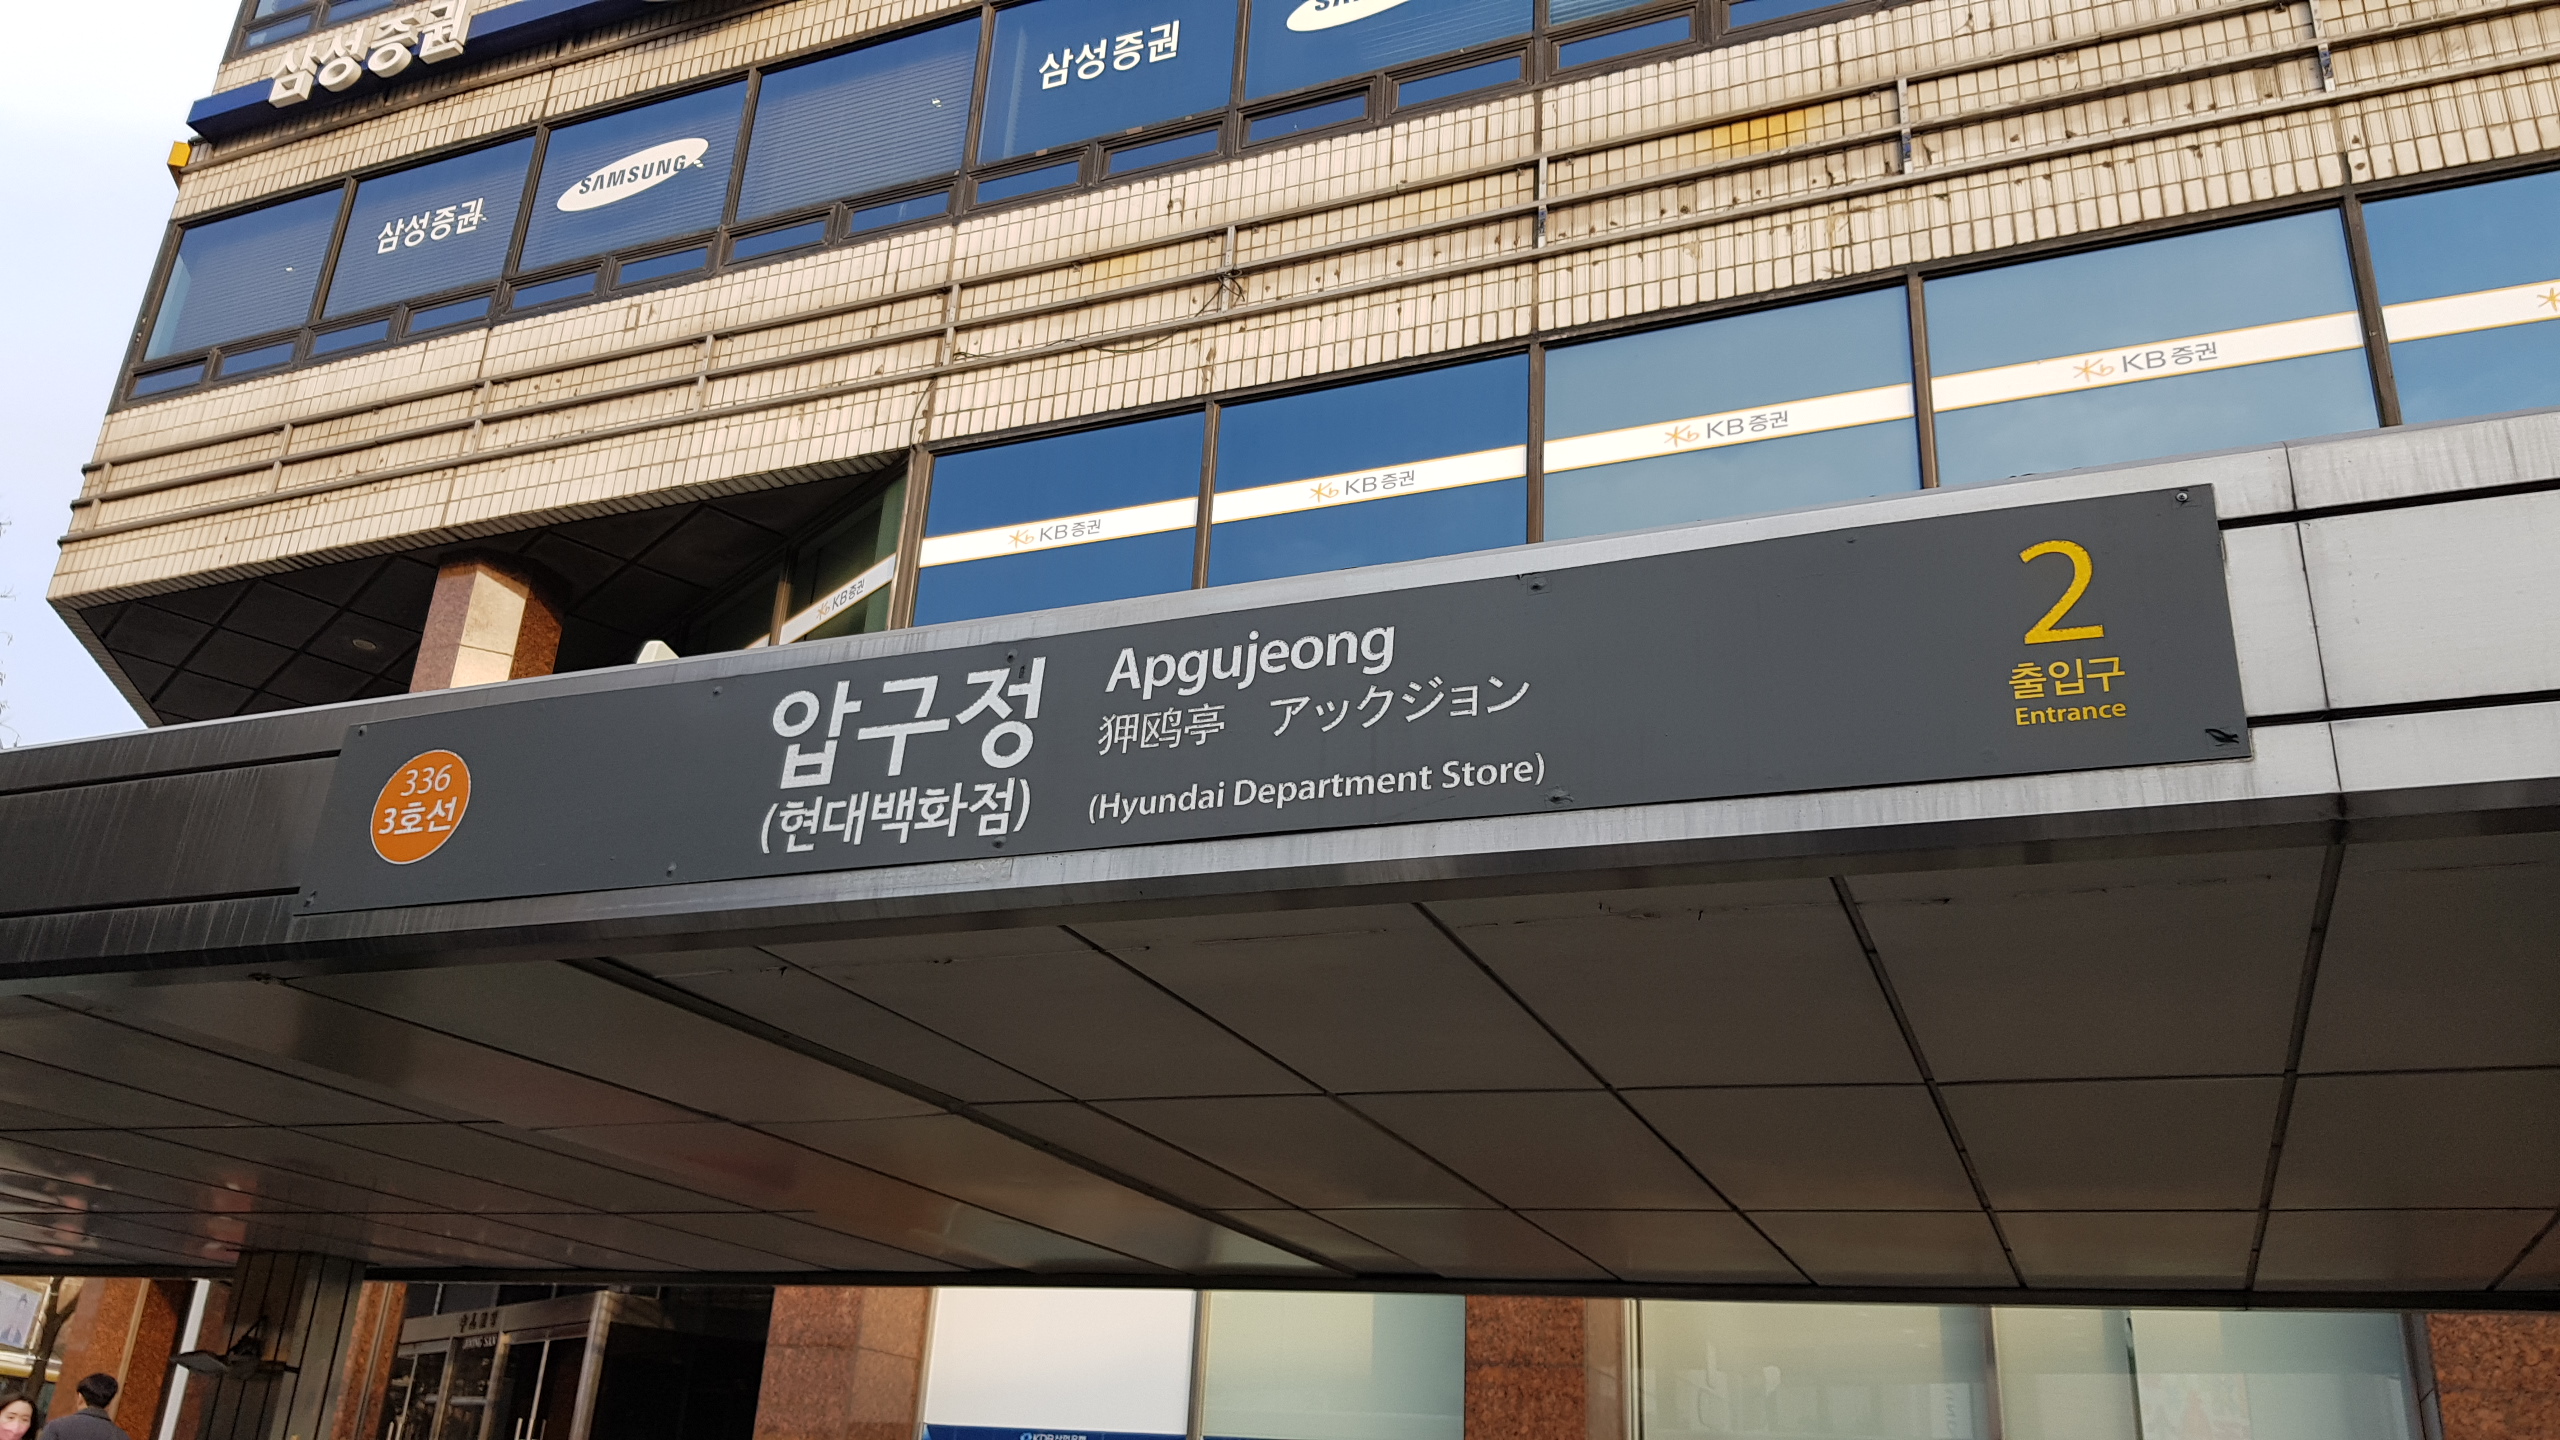 삼성증권
삼성증권
삼성증권
SAMSUNG
KB증권
KB증권
KB증권
KB증권
KB증권
336
3호선
압구정
(현대백화점)
Apgujeong
狎鸥亭 アックジョン
(Hyundai Department Store)
2
출입구
Entrance